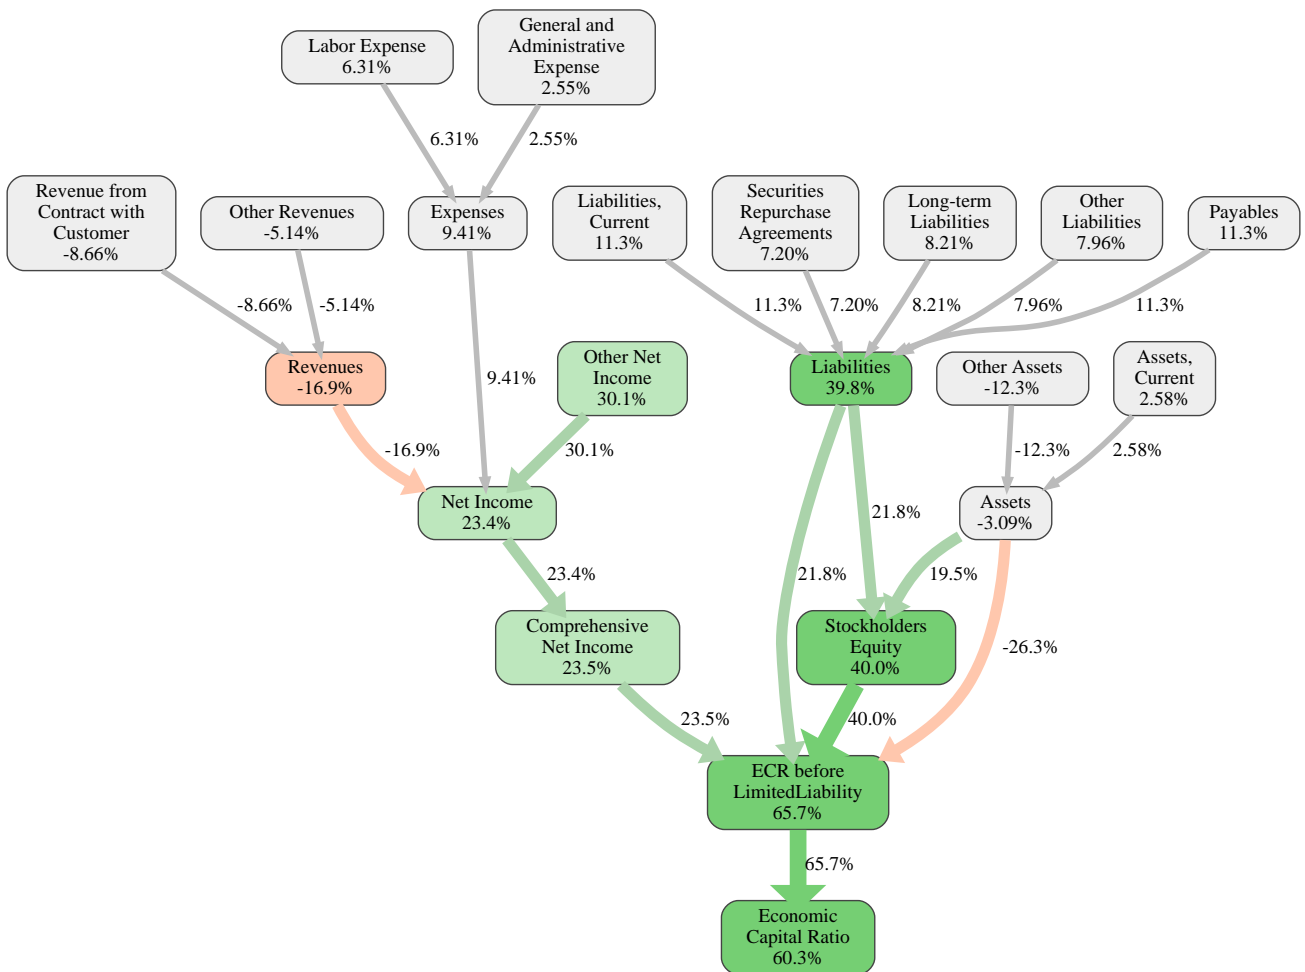 Labor Expense
6.31%
General and
Administrative
Expense
2.55%
6.31%
2.55%
Revenue from
Contract with
Customer
-8.66%
Other Revenues
-5.14%
Expenses
9.41%
Liabilities,
Current
11.3%
Securities
Repurchase
Agreements
7.20%
Long-term
Liabilities
8.21%
Other
Liabilities
7.96%
Payables
11.3%
-8.66%
-5.14%
11.3%
7.20%
8.21%
7.96%
11.3%
Revenues
-16.9%
9.41%
Other Net
Income
30.1%
Liabilities
39.8%
Other Assets
-12.3%
Assets,
Current
2.58%
-16.9%
30.1%
-12.3%
2.58%
Net Income
23.4%
21.8%
Assets
-3.09%
23.4%
21.8%
19.5%
Comprehensive
Net Income
23.5%
Stockholders
Equity
40.0%
-26.3%
23.5%
40.0%
ECR before
LimitedLiability
65.7%
65.7%
Economic
Capital Ratio
60.3%